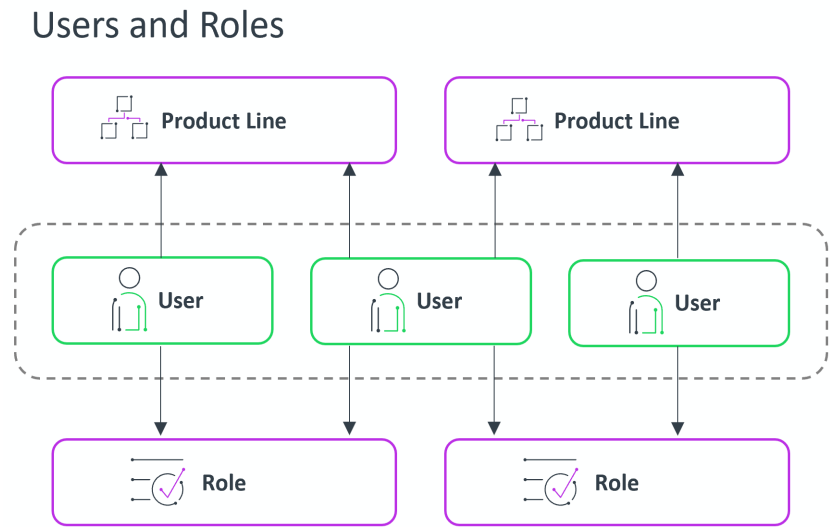 Users and Roles
Product Line
Product Line
User
User
User
Role
Role